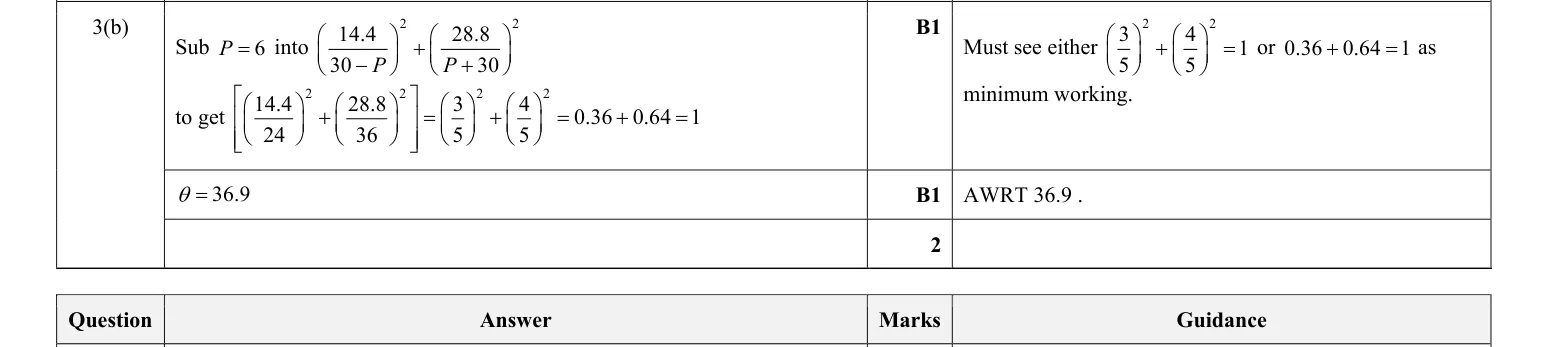 3(b)
Sub P = 6 into (14.4/(30 − P))² + (28.8/(P + 30))²
B1
Must see either (3/5)² + (4/5)² = 1 or 0.36 + 0.64 = 1 as
minimum working.
to get [(14.4/24)² + (28.8/36)²] = (3/5)² + (4/5)² = 0.36 + 0.64 = 1
θ = 36.9
B1
AWRT 36.9 .
2
Question Answer Marks Guidance